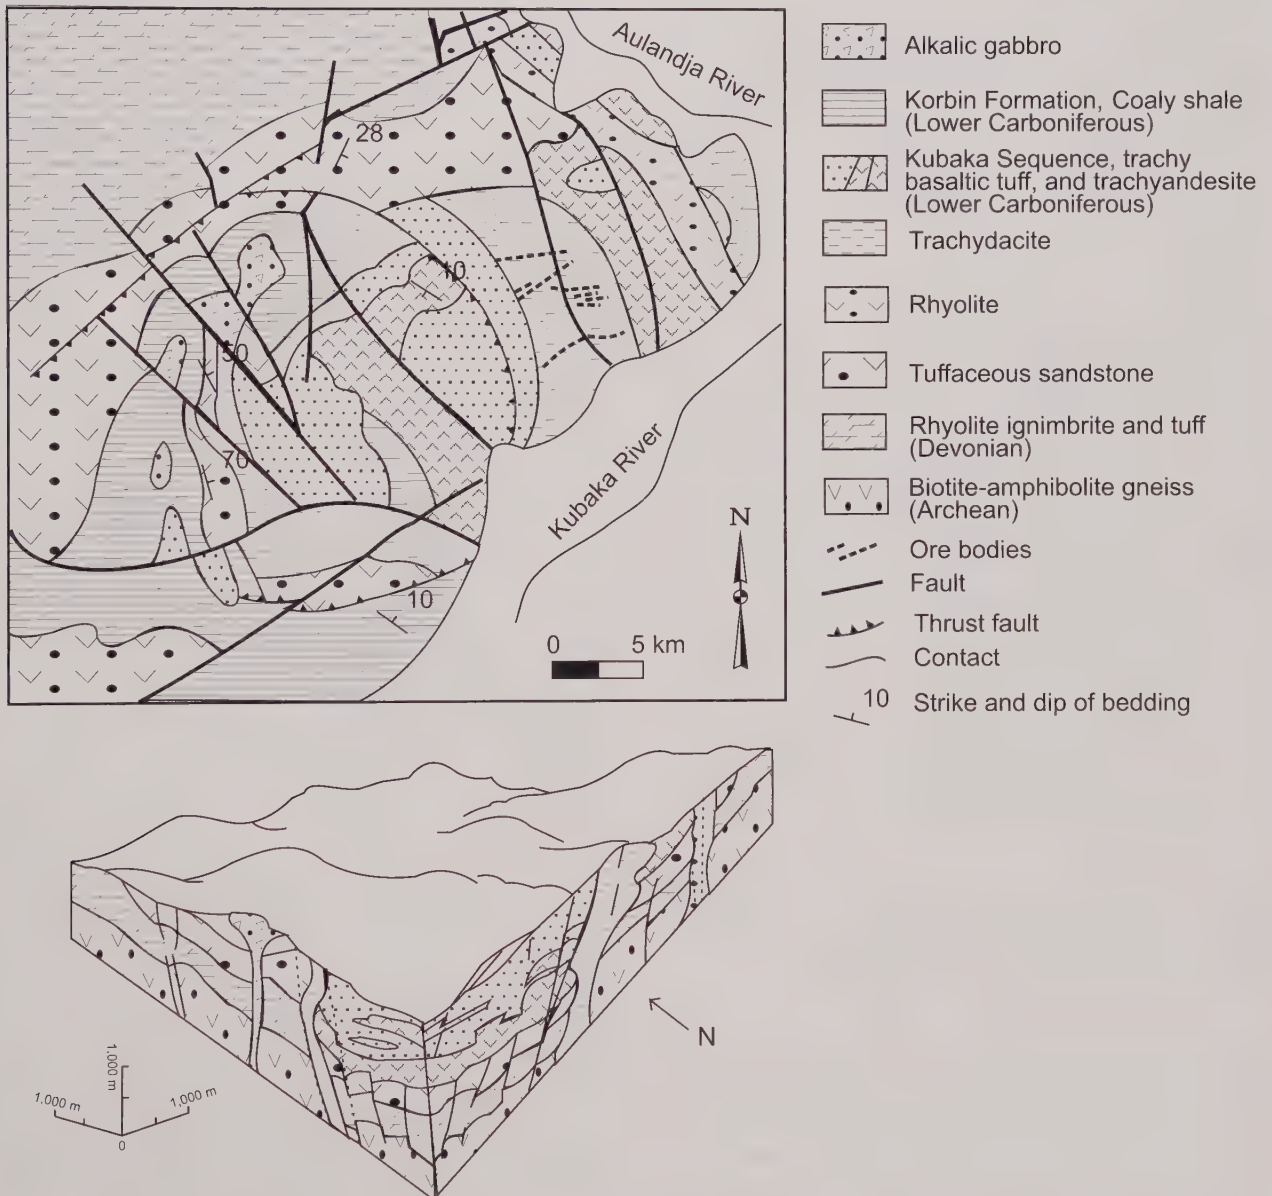 Aulandja River
28
10
50
70
Kubaka River
N
10
0 5 km
Alkalic gabbro
Korbin Formation, Coaly shale
(Lower Carboniferous)
Kubaka Sequence, trachy
basaltic tuff, and trachyandesite
(Lower Carboniferous)
Trachydacite
Rhyolite
Tuffaceous sandstone
Rhyolite ignimbrite and tuff
(Devonian)
Biotite-amphibolite gneiss
(Archean)
Ore bodies
Fault
Thrust fault
Contact
10 Strike and dip of bedding
N
1,000 m
1,000 m
1,000 m
0